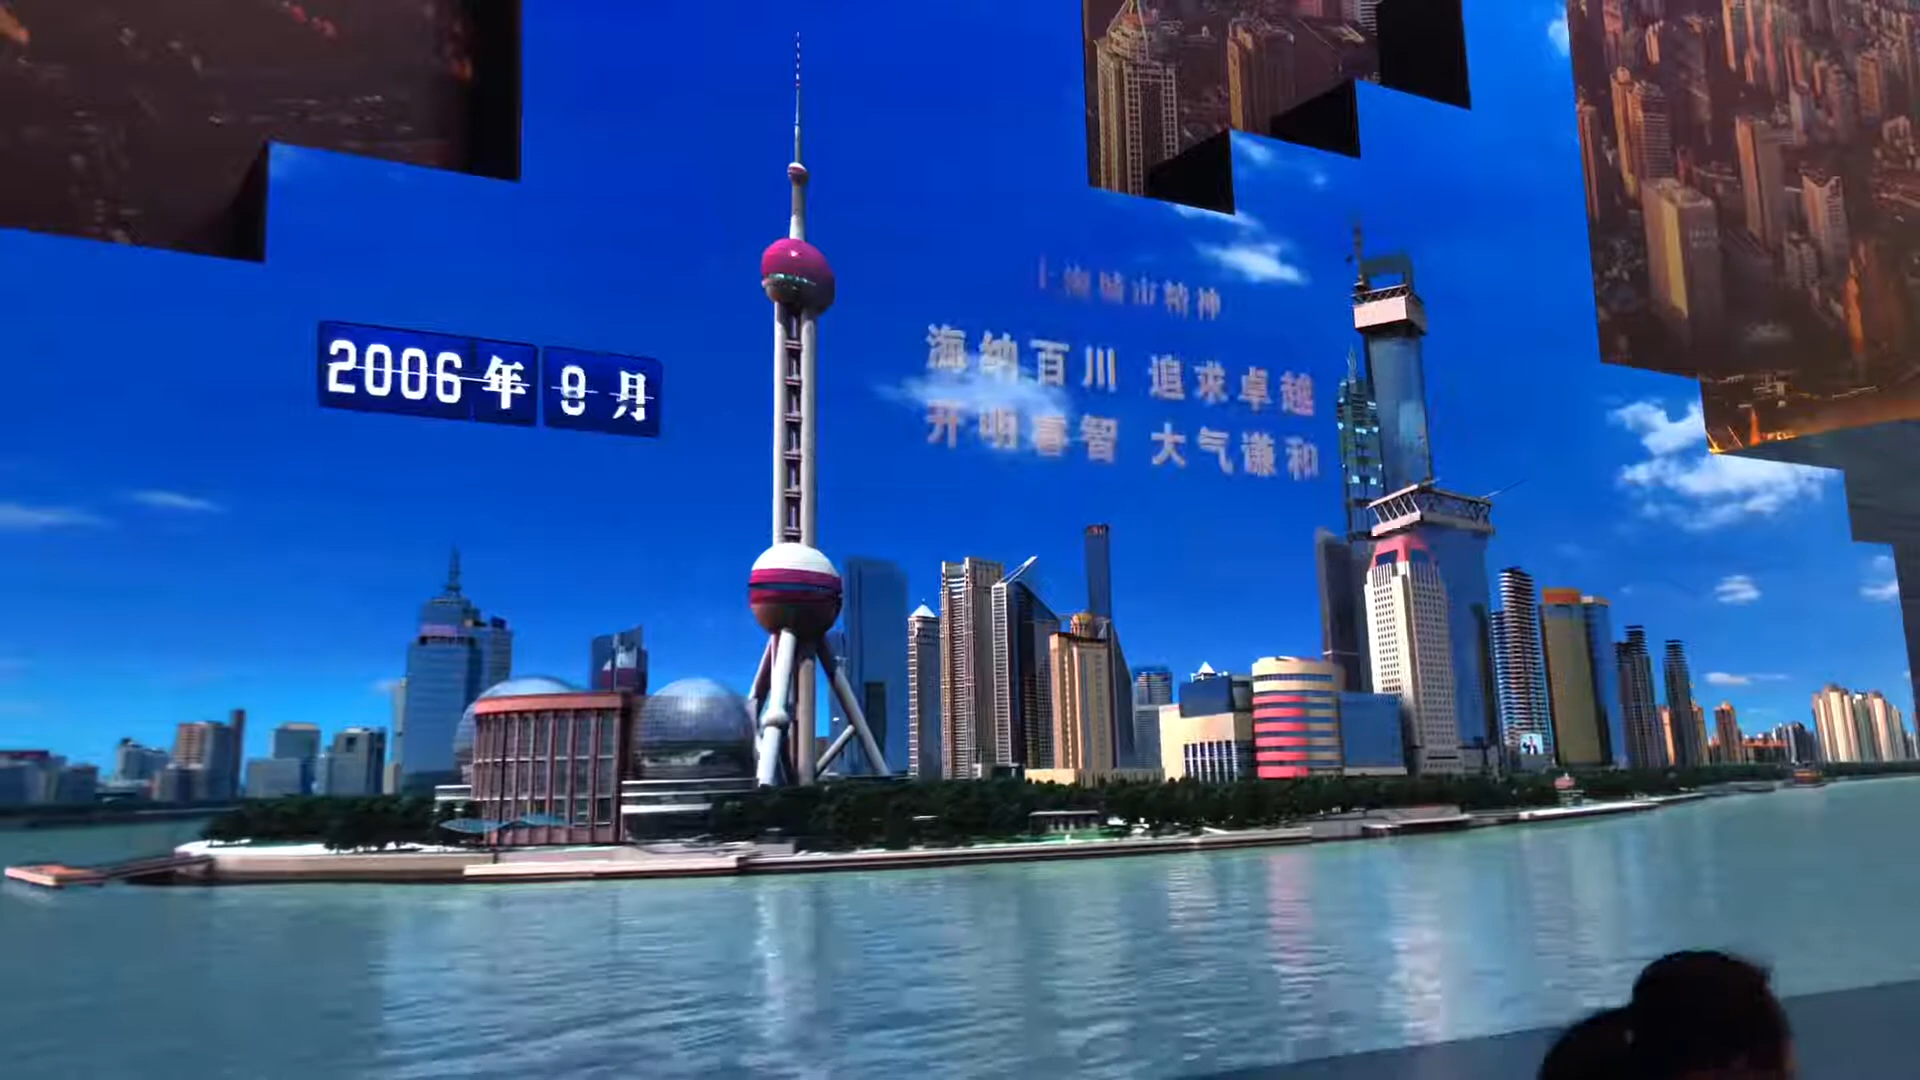 2006年8月
上海城市精神
海纳百川 追求卓越
开明睿智 大气谦和